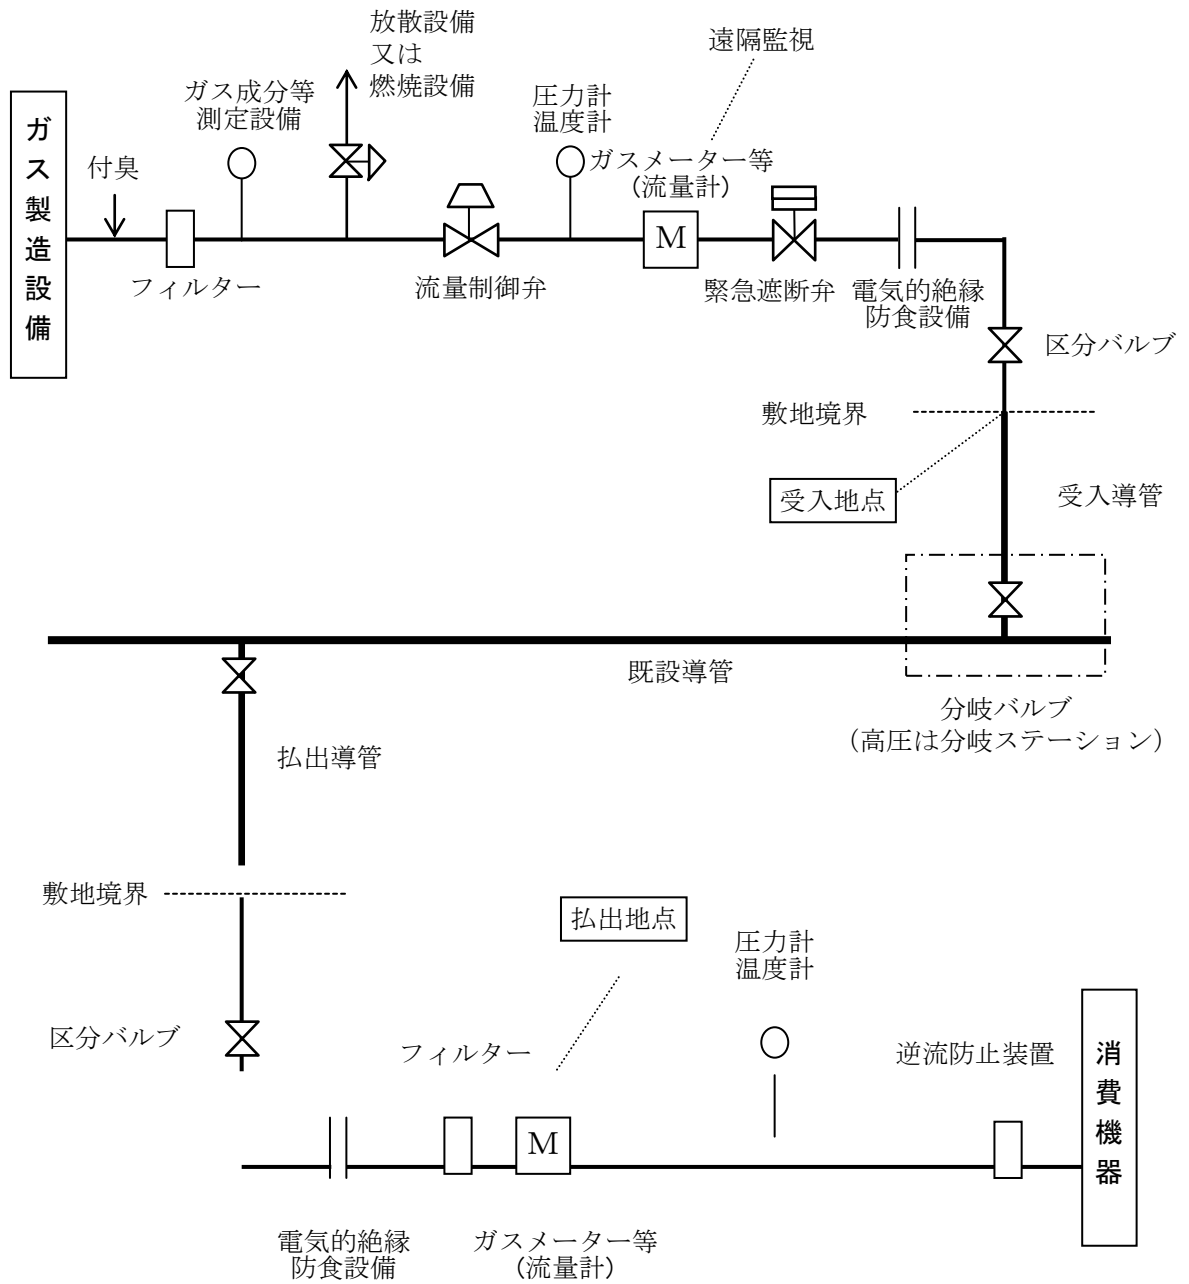 放散設備
又は
燃焼設備
遠隔監視
ガス成分等
測定設備
圧力計
温度計
ガス製造設備
付臭
ガスメーター等
(流量計)
M
フィルター
流量制御弁
緊急遮断弁
電気的絶縁
防食設備
区分バルブ
敷地境界
受入地点
受入導管
既設導管
分岐バルブ
（高圧は分岐ステーション）
払出導管
敷地境界
払出地点
圧力計
温度計
区分バルブ
フィルター
逆流防止装置
消費機器
M
電気的絶縁
防食設備
ガスメーター等
(流量計)